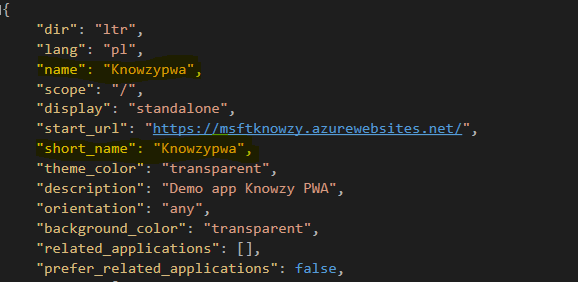 {
"dir": "ltr",
"lang": "pl",
"name": "Knowzypwa",
"scope": "/",
"display": "standalone",
"start_url": "https://msftknowzy.azurewebsites.net/",
"short_name": "Knowzypwa",
"theme_color": "transparent",
"description": "Demo app Knowzy PWA",
"orientation": "any",
"background_color": "transparent",
"related_applications": [],
"prefer_related_applications": false,